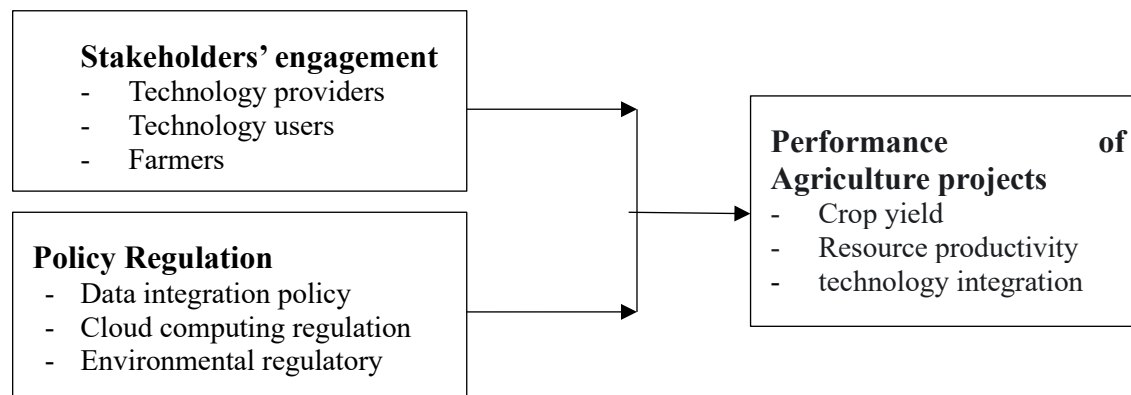 Stakeholders’ engagement
- Technology providers
- Technology users
- Farmers
Policy Regulation
- Data integration policy
- Cloud computing regulation
- Environmental regulatory
Performance of
Agriculture projects
- Crop yield
- Resource productivity
- technology integration